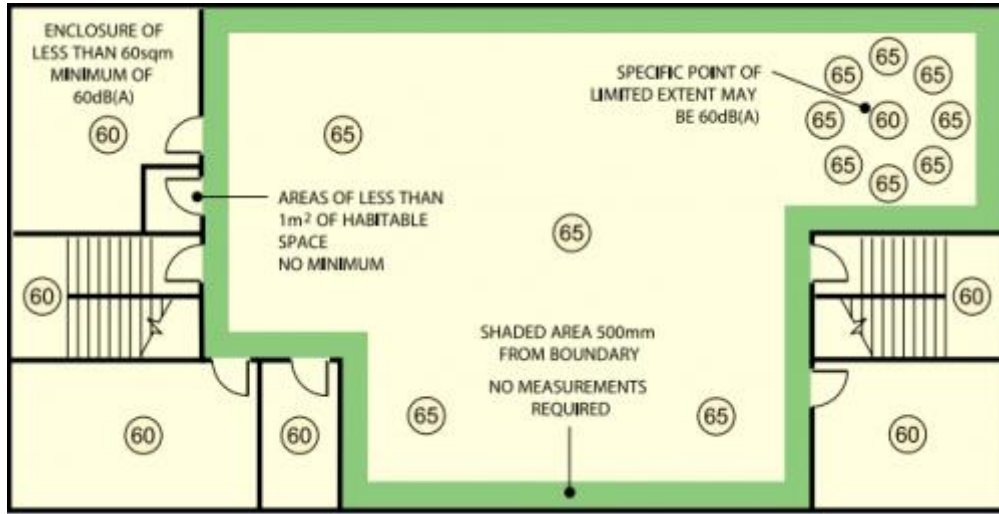 ENCLOSURE OF
LESS THAN 60sqm
MINIMUM OF
60dB(A)
60
65
SPECIFIC POINT OF
LIMITED EXTENT MAY
BE 60dB(A)
65
65
65
65
60
65
65
65
65
AREAS OF LESS THAN
1m² OF HABITABLE
SPACE
NO MINIMUM
65
60
60
SHADED AREA 500mm
FROM BOUNDARY
NO MEASUREMENTS
REQUIRED
65
65
60
60
60